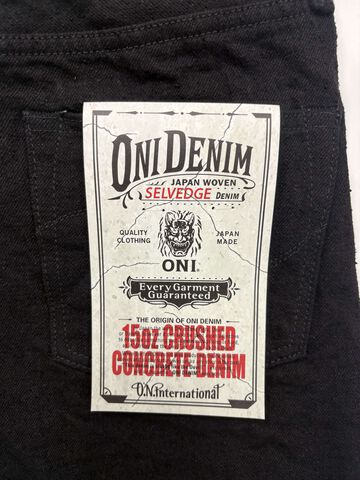 ONI DENIM
JAPAN WOVEN
SELVEDGE DENIM
QUALITY CLOTHING
JAPAN MADE
ONI®
Every Garment
Guaranteed
THE ORIGIN OF ONI DENIM
15oz CRUSHED
CONCRETE DENIM
O.N.International